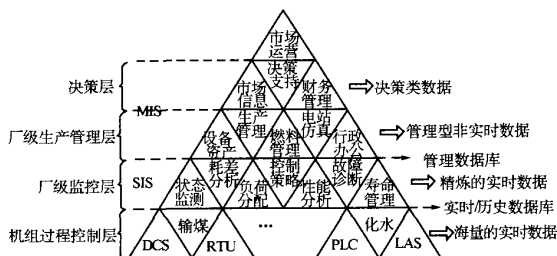 市场
运营
决策
支持
决策层
市场
信息
财务
管理
决策类数据
MIS
生产
管理
电站
仿真
厂级生产管理层
设备
资产
燃料
管理
行政
办公
管理型非实时数据
管理数据库
耗差
分析
控制
策略
故障
诊断
厂级监控层
SIS
状态
监测
负荷
分配
性能
分析
寿命
管理
精炼的实时数据
实时/历史数据库
机组过程控制层
输煤
...
化水
海量的实时数据
DCS
RTU
PLC
LAS